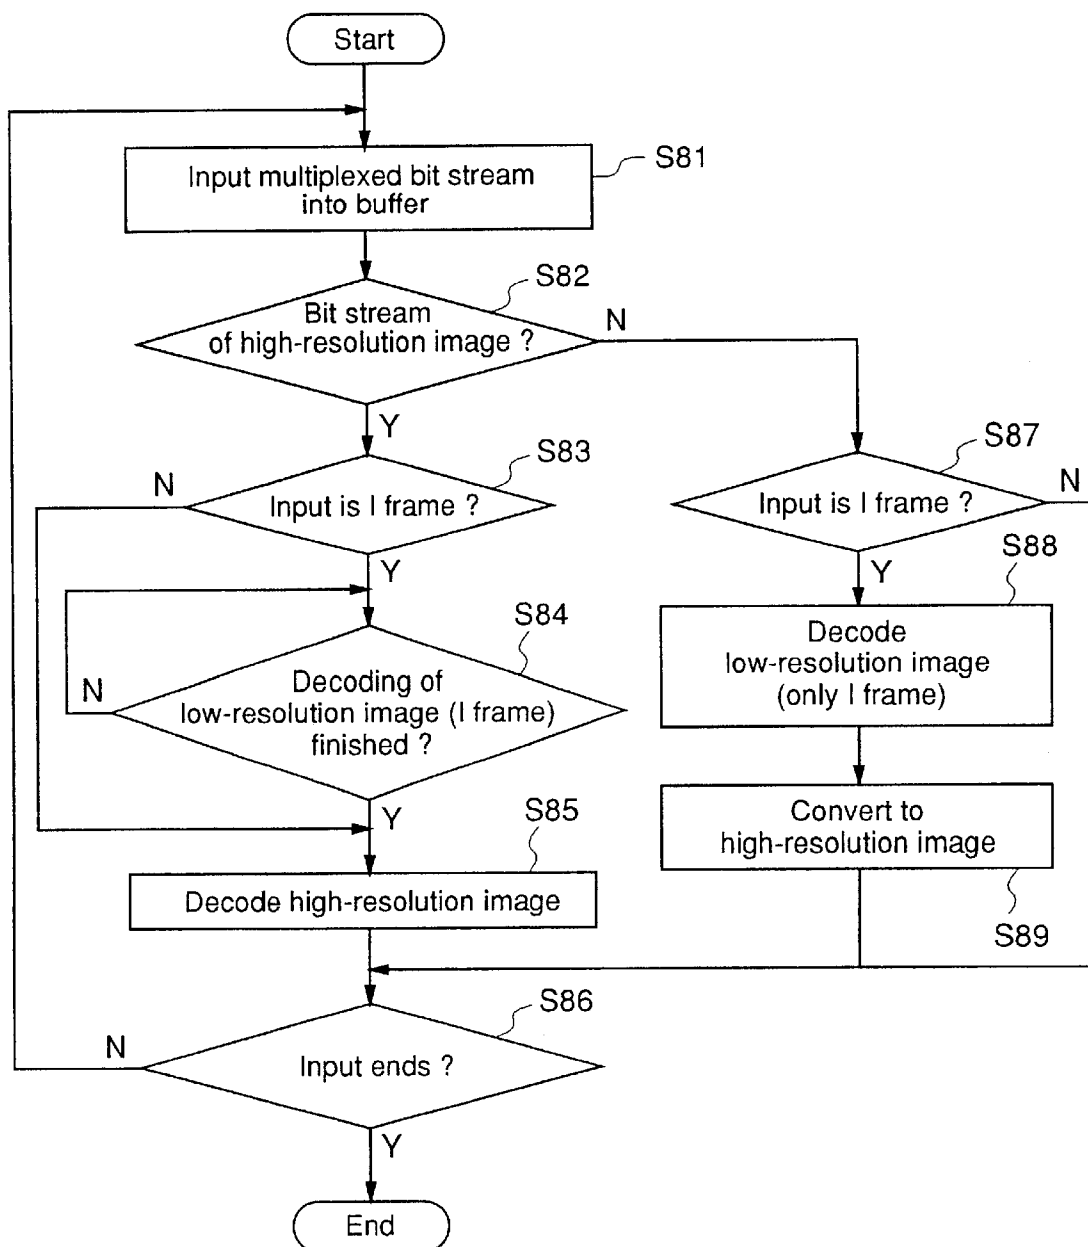 Start
Input multiplexed bit stream
into buffer
S81
Bit stream
of high-resolution image ?
S82
N
Y
Input is I frame ?
S83
N
Y
Decoding of
low-resolution image (I frame)
finished ?
S84
N
Y
Decode high-resolution image
S85
Input is I frame ?
S87
N
Y
Decode
low-resolution image
(only I frame)
S88
Convert to
high-resolution image
S89
Input ends ?
S86
N
Y
End